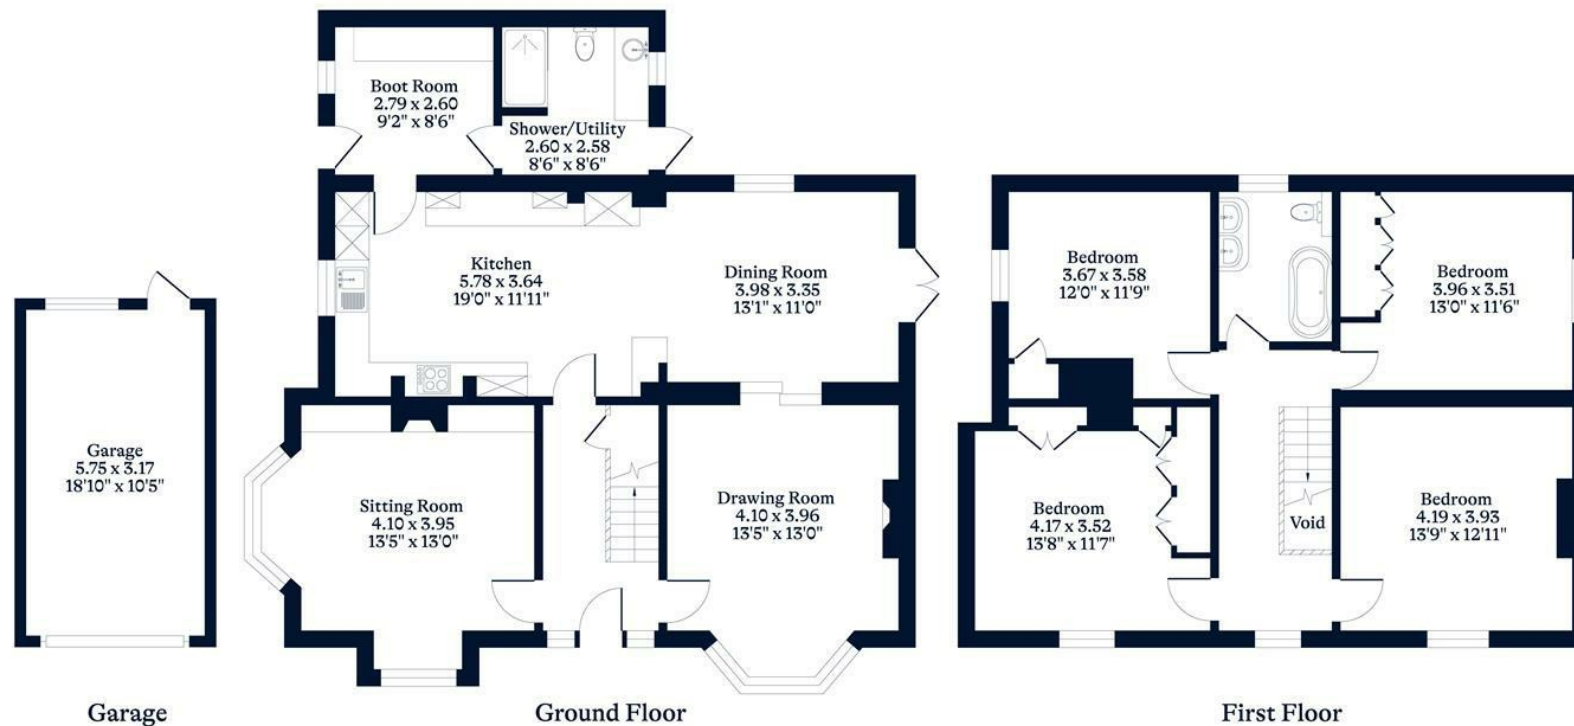 Boot Room
2.79 x 2.60
9'2" x 8'6"
Shower/Utility
2.60 x 2.58
8'6" x 8'6"
Kitchen
5.78 x 3.64
19'0" x 11'11"
Dining Room
3.98 x 3.35
13'1" x 11'0"
Garage
5.75 x 3.17
18'10" x 10'5"
Sitting Room
4.10 x 3.95
13'5" x 13'0"
Drawing Room
4.10 x 3.96
13'5" x 13'0"
Bedroom
3.67 x 3.58
12'0" x 11'9"
Bedroom
3.96 x 3.51
13'0" x 11'6"
Bedroom
4.17 x 3.52
13'8" x 11'7"
Void
Bedroom
4.19 x 3.93
13'9" x 12'11"
Garage
Ground Floor
First Floor